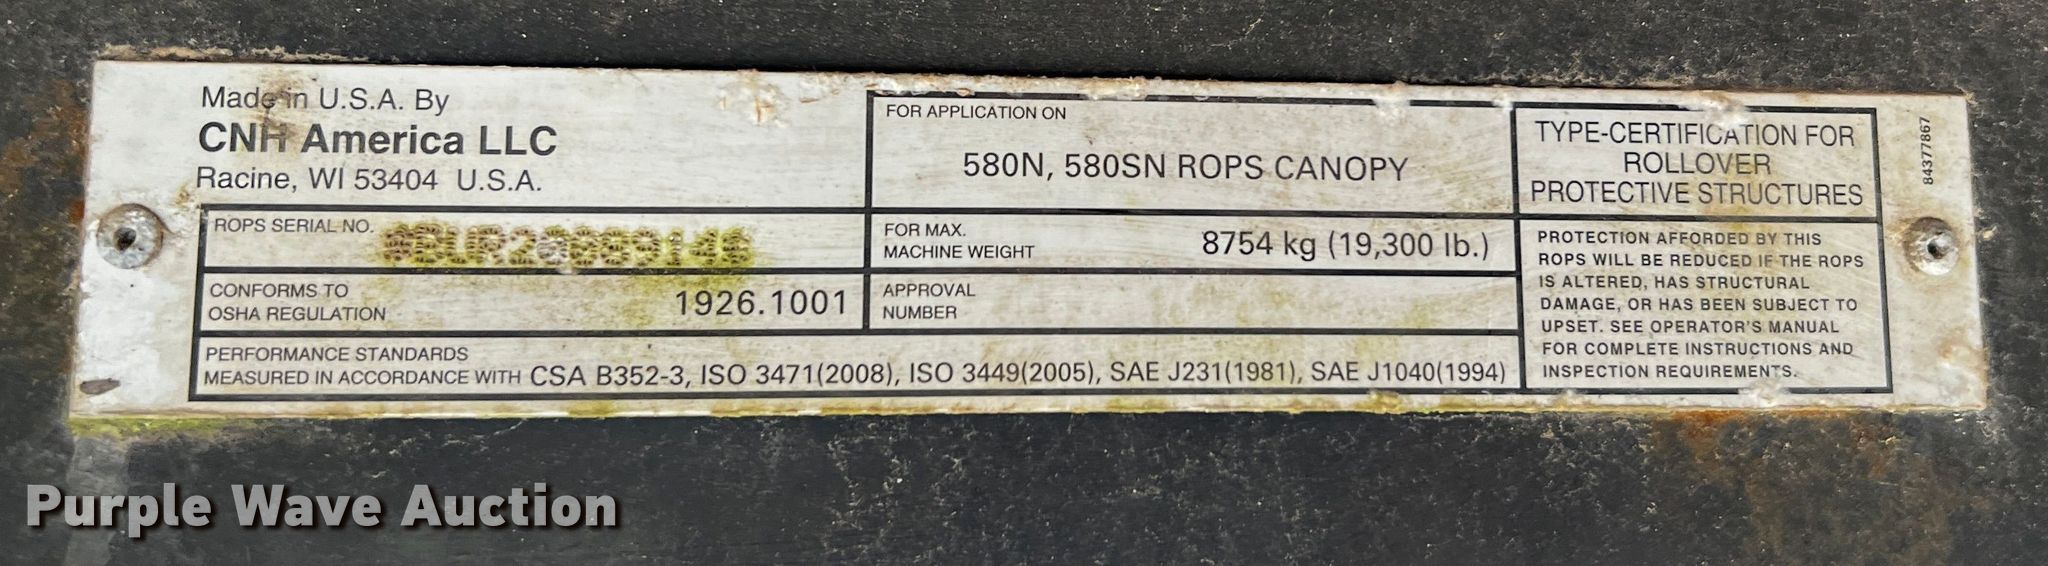 Made in U.S.A. By
CNH America LLC
Racine, WI 53404 U.S.A.
FOR APPLICATION ON
580N, 580SN ROPS CANOPY
TYPE-CERTIFICATION FOR
ROLLOVER
PROTECTIVE STRUCTURES
84377867
ROPS SERIAL NO.
FOR MAX.
MACHINE WEIGHT
8754 kg (19,300 lb.)
CONFORMS TO
OSHA REGULATION
1926.1001
APPROVAL
NUMBER
PERFORMANCE STANDARDS
MEASURED IN ACCORDANCE WITH CSA B352-3, ISO 3471(2008), ISO 3449(2005), SAE J231(1981), SAE J1040(1994)
PROTECTION AFFORDED BY THIS
ROPS WILL BE REDUCED IF THE ROPS
IS ALTERED, HAS STRUCTURAL
DAMAGE, OR HAS BEEN SUBJECT TO
UPSET. SEE OPERATOR'S MANUAL
FOR COMPLETE INSTRUCTIONS AND
INSPECTION REQUIREMENTS.
Purple Wave Auction